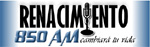 RENACIMIENTO
850 AM cambiará tu vida